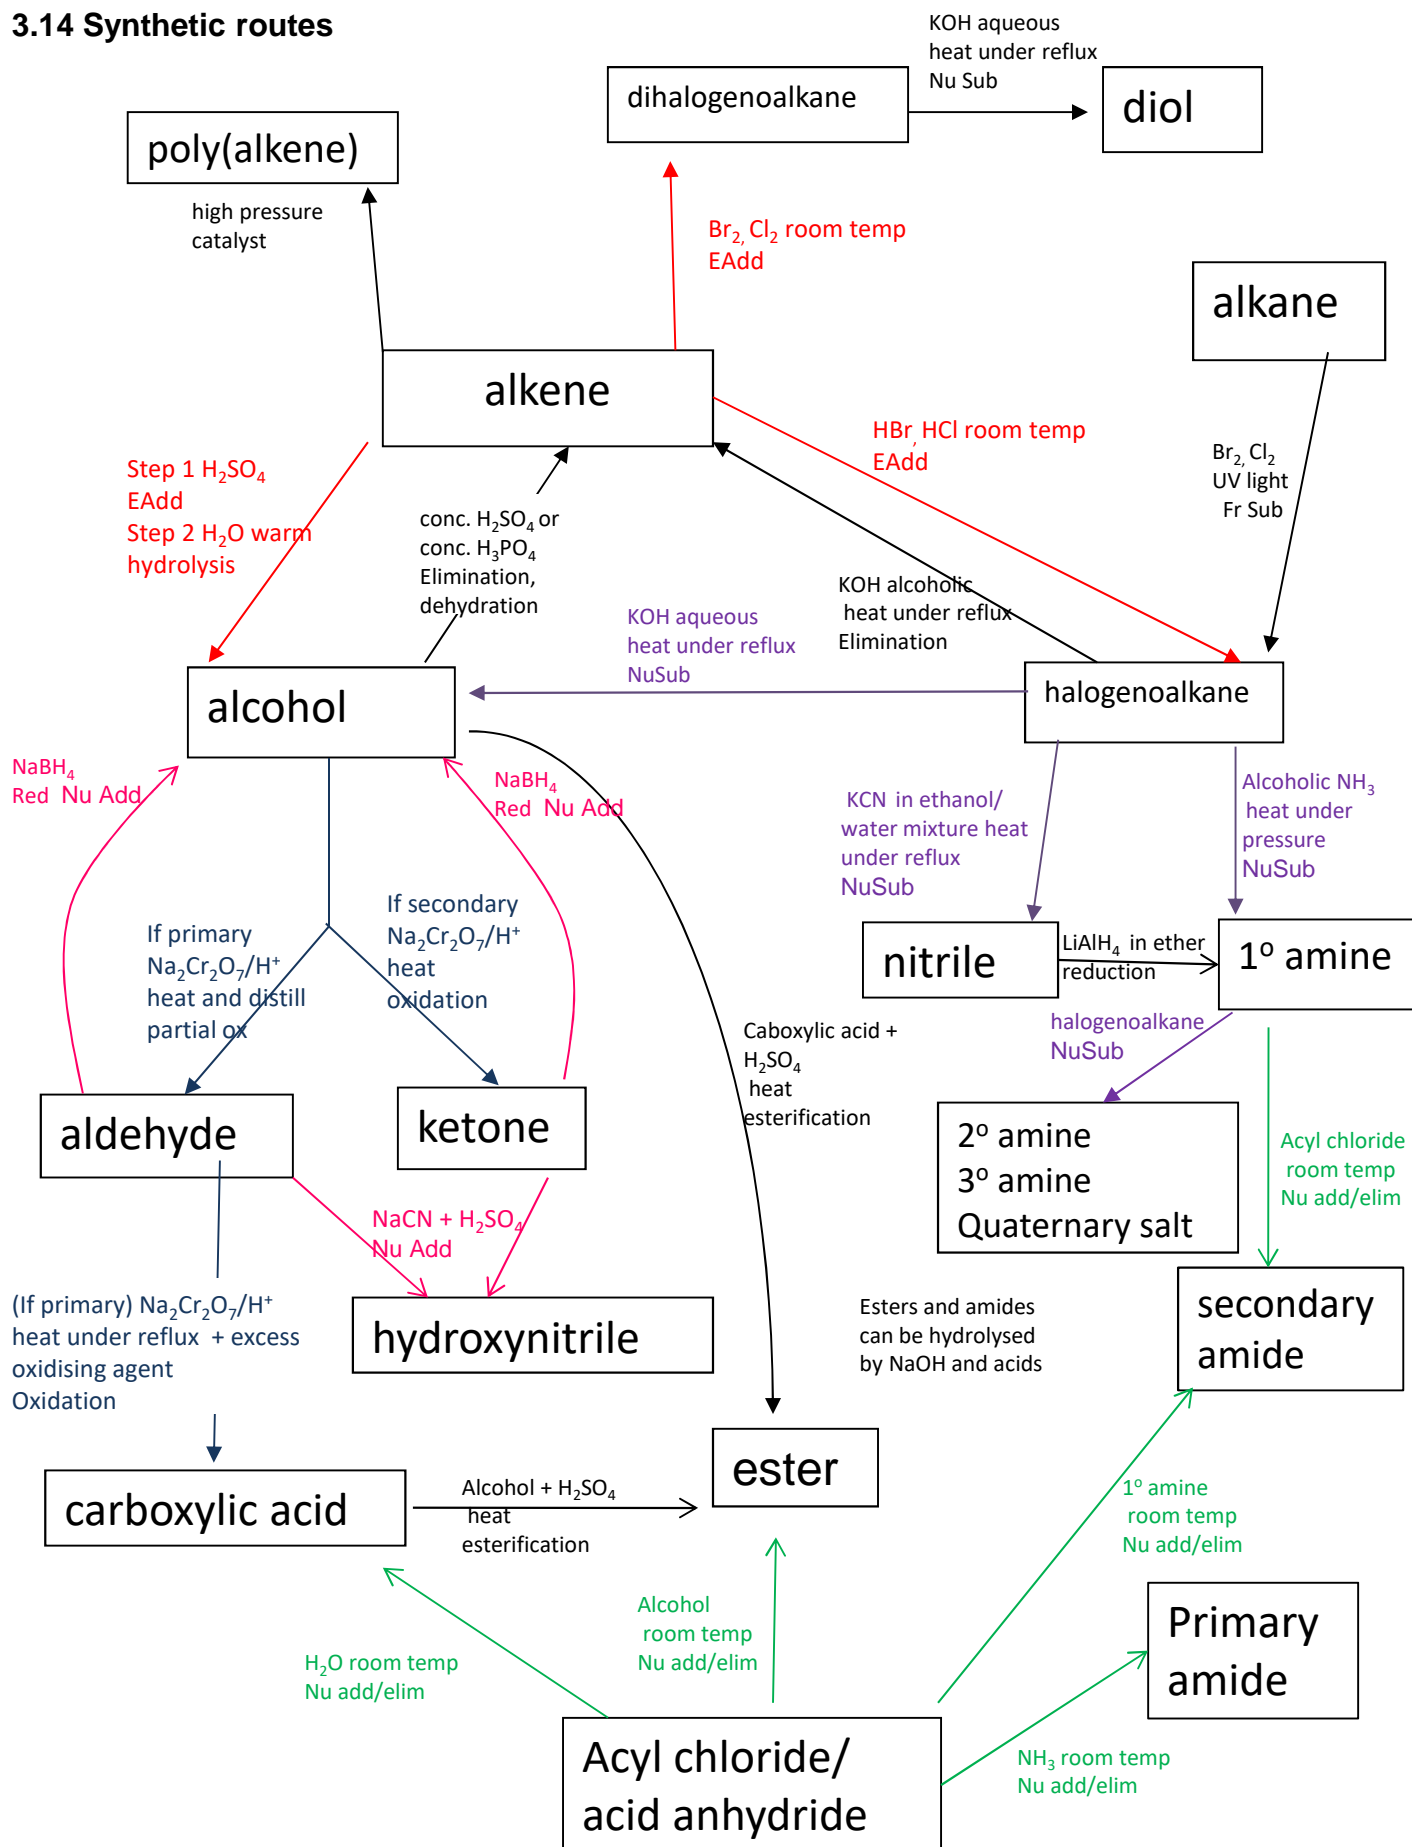 3.14 Synthetic routes
KOH aqueous
heat under reflux
Nu Sub
dihalogenoalkane
diol
poly(alkene)
high pressure
catalyst
Br₂, Cl₂ room temp
EAdd
alkane
alkene
HBr, HCl room temp
EAdd
Br₂, Cl₂
UV light
Fr Sub
Step 1 H₂SO₄
EAdd
Step 2 H₂O warm
hydrolysis
conc. H₂SO₄ or
conc. H₃PO₄
Elimination,
dehydration
KOH alcoholic
heat under reflux
Elimination
KOH aqueous
heat under reflux
NuSub
alcohol
halogenoalkane
NaBH₄
Red Nu Add
NaBH₄
Red Nu Add
KCN in ethanol/
water mixture heat
under reflux
NuSub
Alcoholic NH₃
heat under
pressure
NuSub
If primary
Na₂Cr₂O₇/H⁺
heat and distill
partial ox
If secondary
Na₂Cr₂O₇/H⁺
heat
oxidation
nitrile
LiAlH₄ in ether
reduction
1º amine
halogenoalkane
NuSub
Caboxylic acid +
H₂SO₄
heat
esterification
aldehyde
ketone
2º amine
3º amine
Quaternary salt
Acyl chloride
room temp
Nu add/elim
NaCN + H₂SO₄
Nu Add
(If primary) Na₂Cr₂O₇/H⁺
heat under reflux + excess
oxidising agent
Oxidation
hydroxynitrile
Esters and amides
can be hydrolysed
by NaOH and acids
secondary
amide
carboxylic acid
Alcohol + H₂SO₄
heat
esterification
ester
1º amine
room temp
Nu add/elim
H₂O room temp
Nu add/elim
Alcohol
room temp
Nu add/elim
Primary
amide
Acyl chloride/
acid anhydride
NH₃ room temp
Nu add/elim